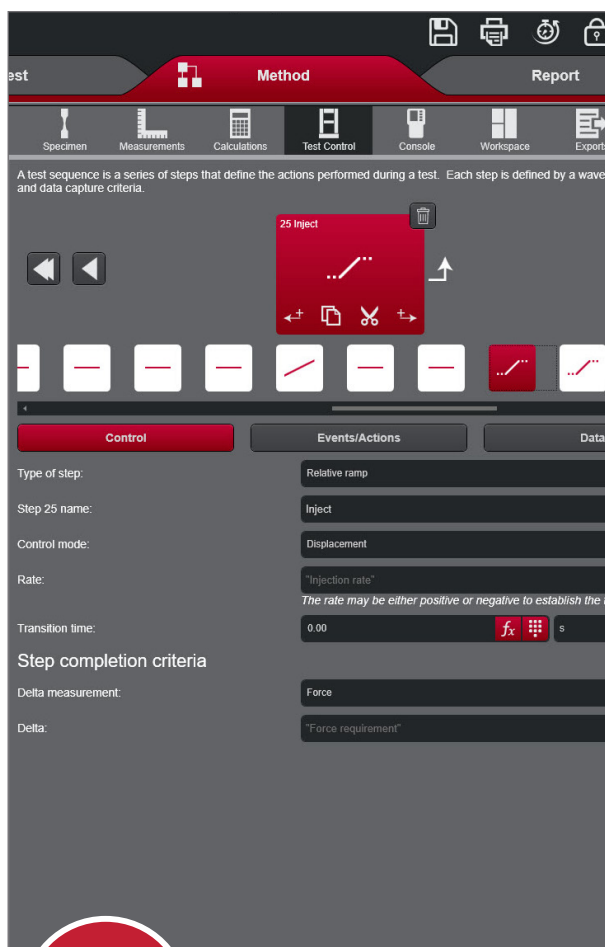 est
Method
Report
Specimen
Measurements
Calculations
Test Control
Console
Workspace
Exports
A test sequence is a series of steps that define the actions performed during a test. Each step is defined by a wave
and data capture criteria.
25 Inject
Control
Events/Actions
Data
Type of step:
Relative ramp
Step 25 name:
Inject
Control mode:
Displacement
Rate:
"Injection rate"
The rate may be either positive or negative to establish the
Transition time:
0.00
fx
s
Step completion criteria
Delta measurement:
Force
Delta:
"Force requirement"